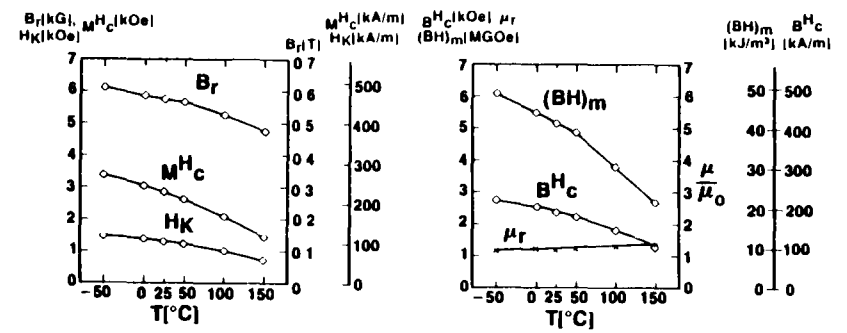 Br[kG], MHc[kOe]
HK[kOe]
Br[T]
MHc[kA/m]
HK[kA/m]
7
6
5
4
3
2
1
0
Br
MHc
HK
-50 0 25 50 100 150
T[°C]
0 7
0 6
0 5
0 4
0 3
0 2
0 1
0
500
400
300
200
100
0
BHc[kOe] μr
(BH)m[MGOe]
7
6
5
4
3
2
1
0
(BH)m
BHc
μr
-50 0 25 50 100 150
T[°C]
7
6
5
4
3
2
1
0
μ
μo
(BH)m
[kJ/m³]
BHc
[kA/m]
50 500
40 400
30 300
20 200
10 100
0 0